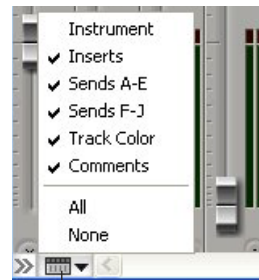 Instrument
Inserts
Sends A-E
Sends F-J
Track Color
Comments
All
None